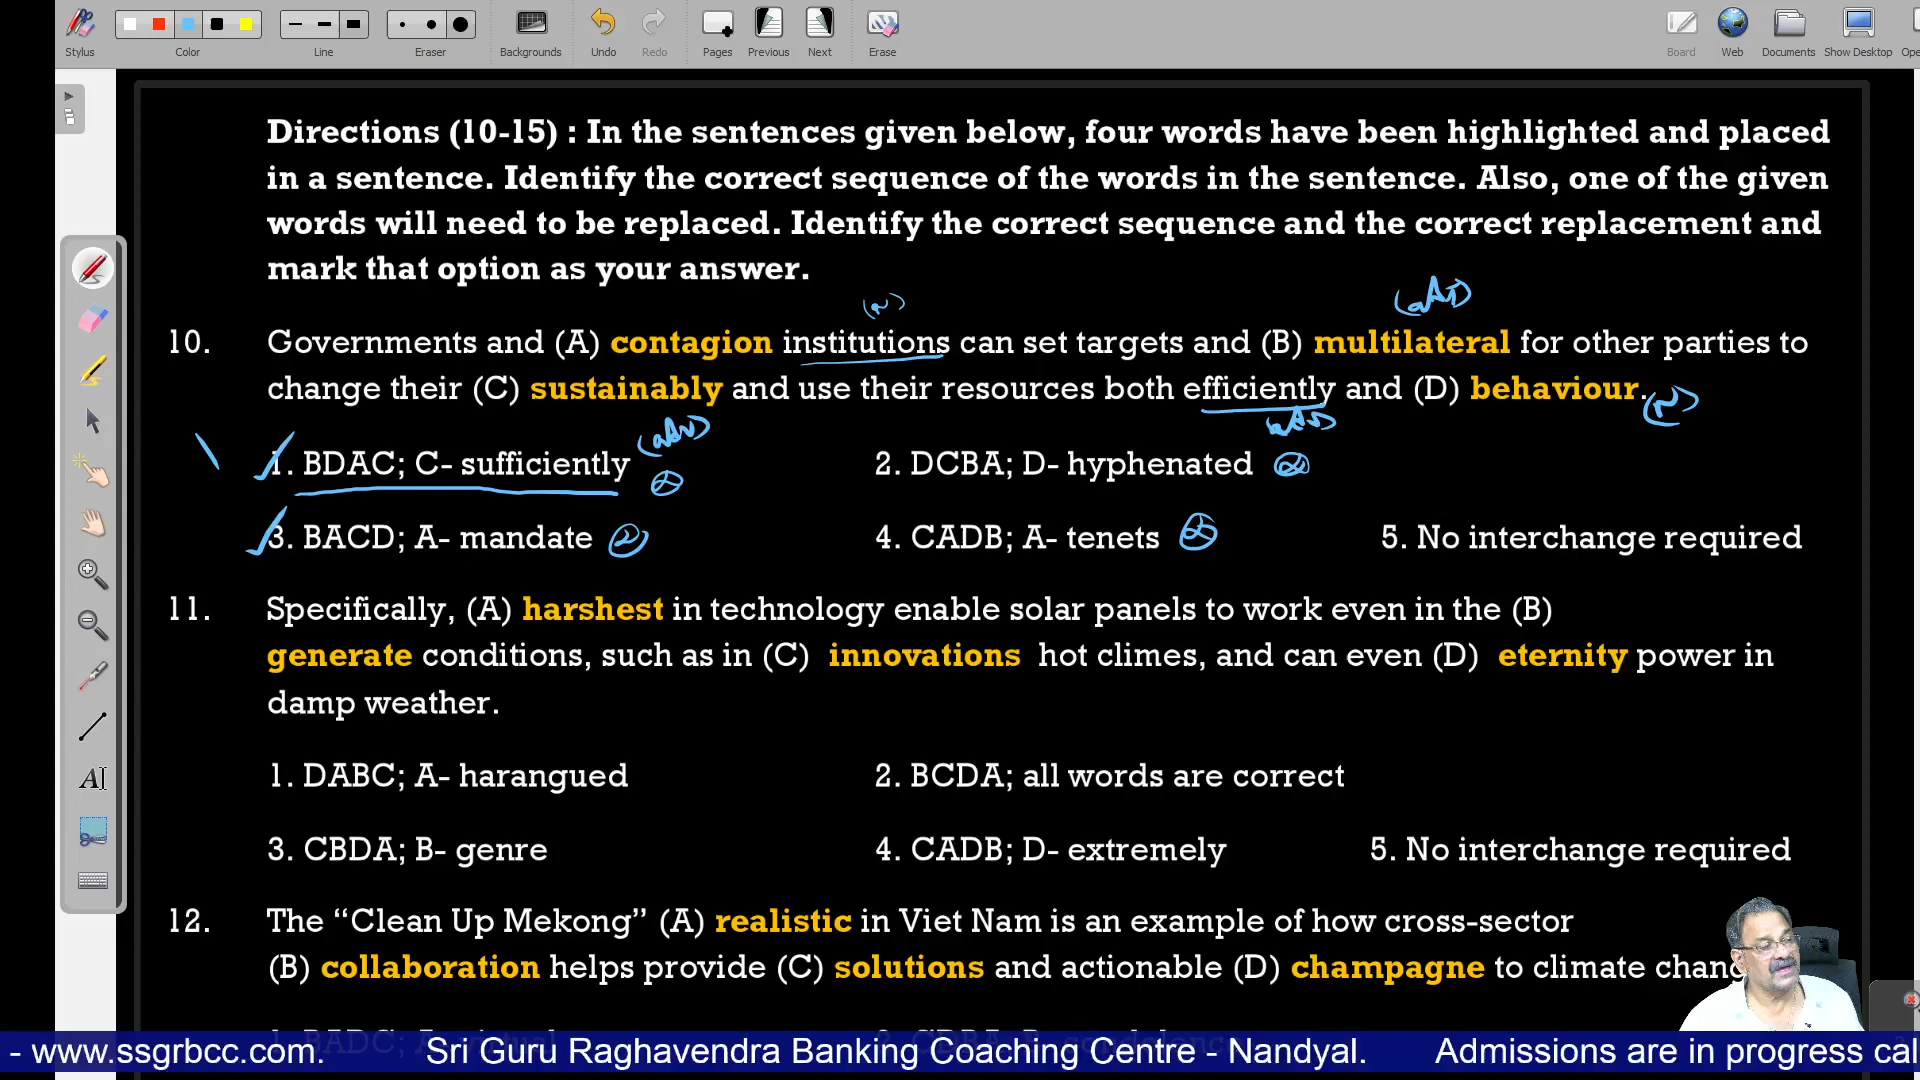 Stylus Color Line Eraser Backgrounds Undo Redo Pages Previous Next Erase Board Web Documents Show Desktop
Directions (10-15) : In the sentences given below, four words have been highlighted and placed
in a sentence. Identify the correct sequence of the words in the sentence. Also, one of the given
words will need to be replaced. Identify the correct sequence and the correct replacement and
mark that option as your answer.
10. Governments and (A) contagion institutions can set targets and (B) multilateral for other parties to
change their (C) sustainably and use their resources both efficiently and (D) behaviour.
1. BDAC; C- sufficiently 2. DCBA; D- hyphenated
3. BACD; A- mandate 4. CADB; A- tenets 5. No interchange required
11. Specifically, (A) harshest in technology enable solar panels to work even in the (B)
generate conditions, such as in (C) innovations hot climes, and can even (D) eternity power in
damp weather.
1. DABC; A- harangued 2. BCDA; all words are correct
3. CBDA; B- genre 4. CADB; D- extremely 5. No interchange required
12. The “Clean Up Mekong” (A) realistic in Viet Nam is an example of how cross-sector
(B) collaboration helps provide (C) solutions and actionable (D) champagne to climate
- www.ssgrbcc.com. Sri Guru Raghavendra Banking Coaching Centre - Nandyal. Admissions are in progress